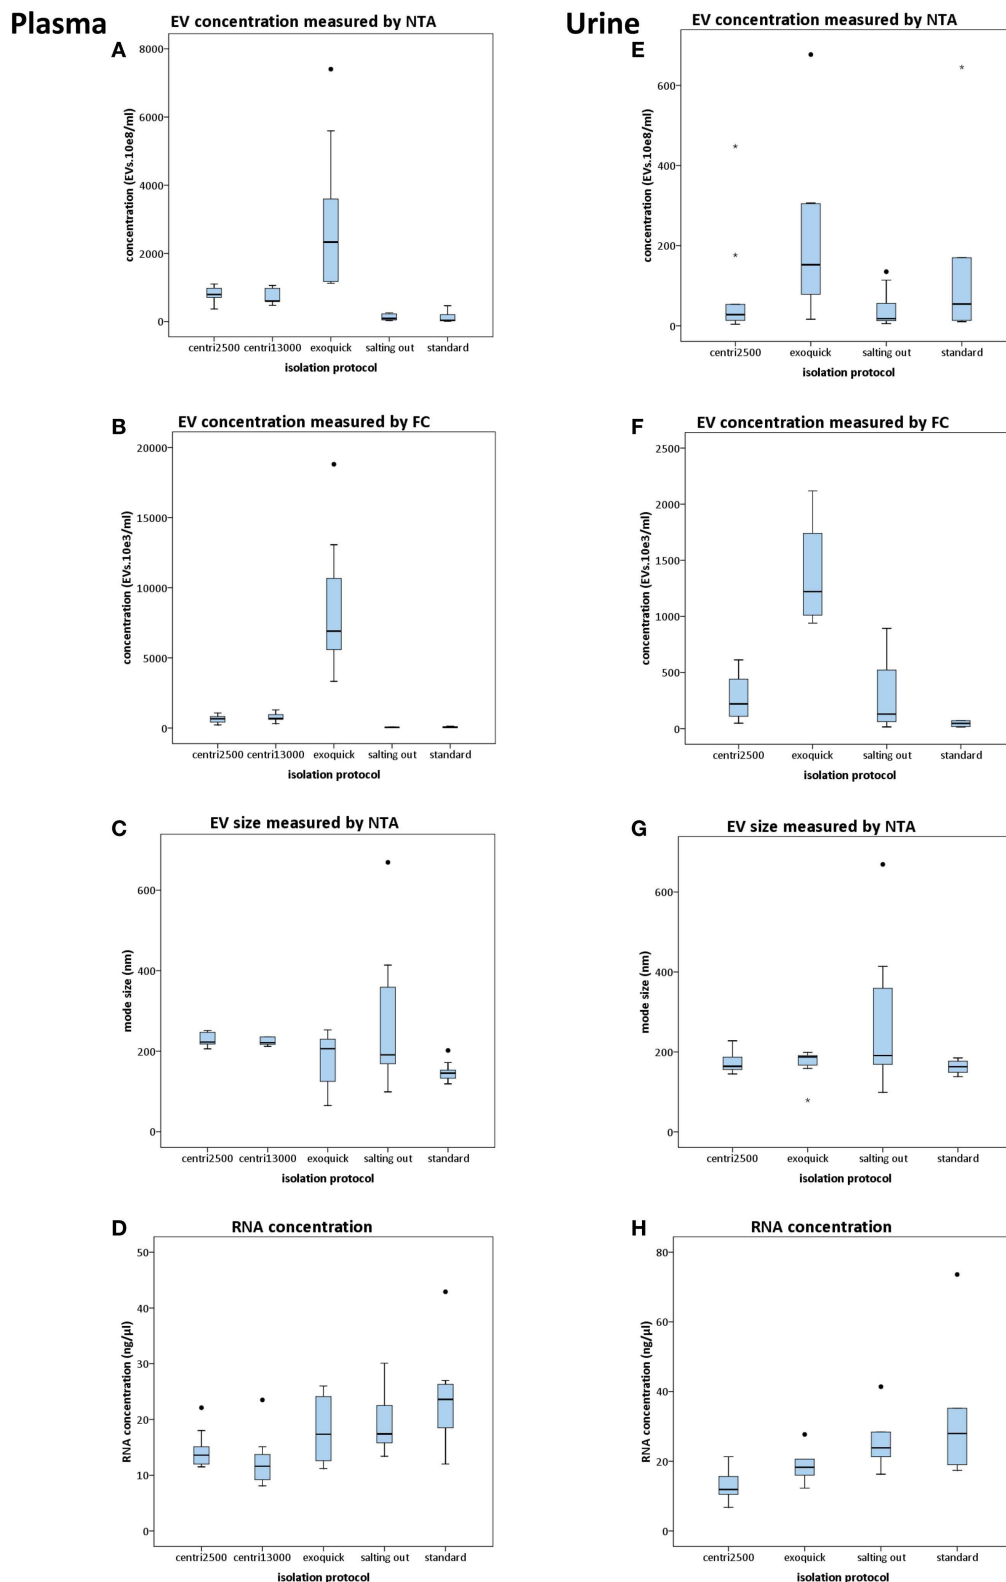 Plasma
A
EV concentration measured by NTA
8000
6000
4000
2000
0
concentration (EVs.10e8/ml)
centri2500 centri13000 exoquick salting out standard
isolation protocol
B
EV concentration measured by FC
20000
15000
10000
5000
0
concentration (EVs.10e3/ml)
centri2500 centri13000 exoquick salting out standard
isolation protocol
C
EV size measured by NTA
600
400
200
0
mode size (nm)
centri2500 centri13000 exoquick salting out standard
isolation protocol
D
RNA concentration
50
40
30
20
10
0
RNA concentration (ng/µl)
centri2500 centri13000 exoquick salting out standard
isolation protocol
Urine
E
EV concentration measured by NTA
600
400
200
0
concentration (EVs.10e8/ml)
centri2500 exoquick salting out standard
isolation protocol
F
EV concentration measured by FC
2500
2000
1500
1000
500
0
concentration (EVs.10e3/ml)
centri2500 exoquick salting out standard
isolation protocol
G
EV size measured by NTA
600
400
200
0
mode size (nm)
centri2500 exoquick salting out standard
isolation protocol
H
RNA concentration
80
60
40
20
0
RNA concentration (ng/µl)
centri2500 exoquick salting out standard
isolation protocol